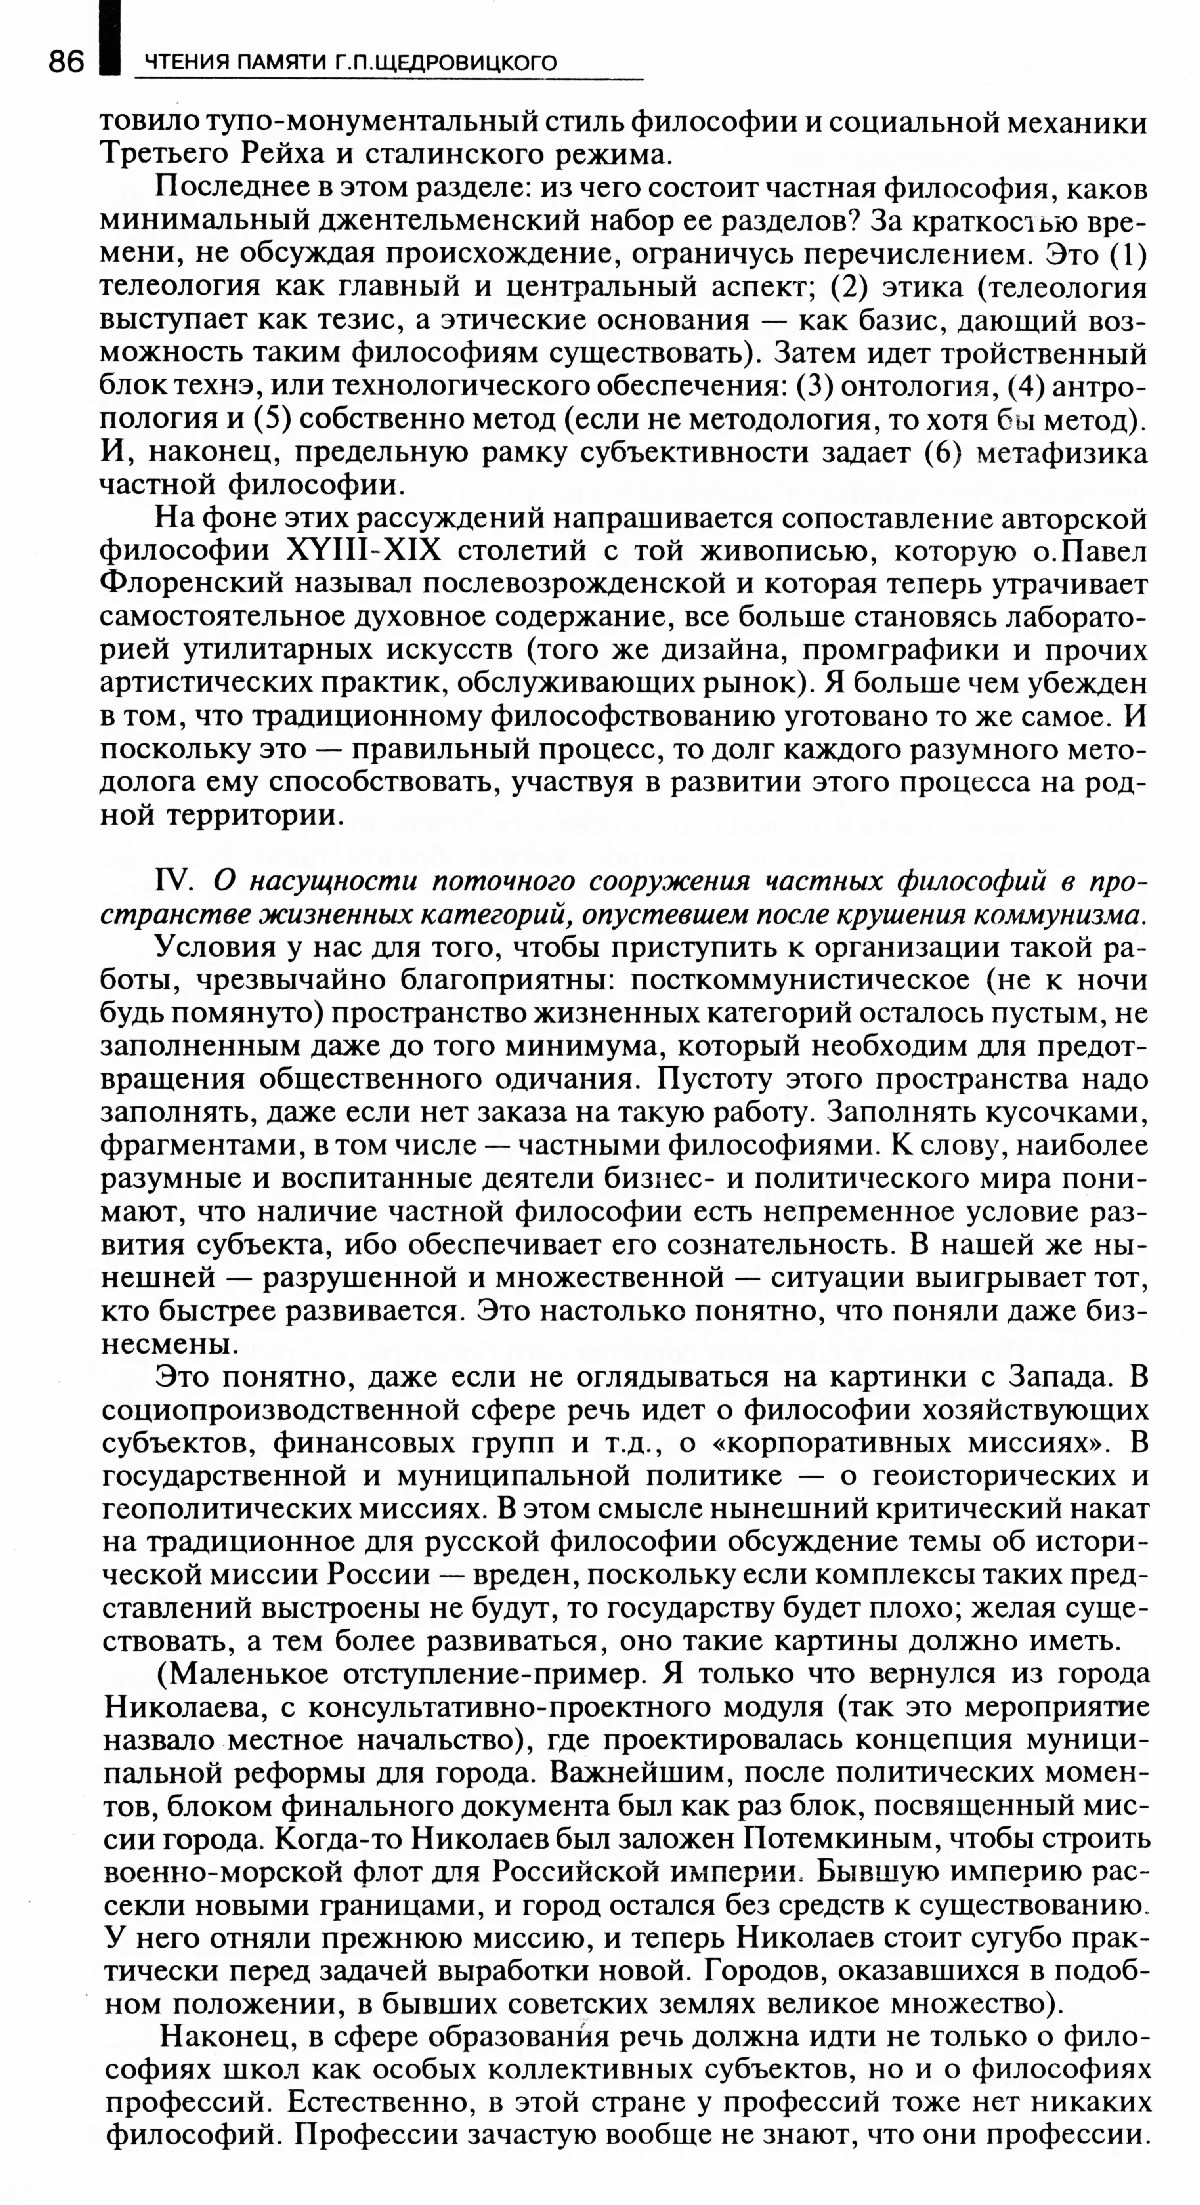 86 ЧТЕНИЯ ПАМЯТИ Г.П.ЩЕДРОВИЦКОГО
товило тупо-монументальный стиль философии и социальной механики
Третьего Рейха и сталинского режима.
Последнее в этом разделе: из чего состоит частная философия, каков
минимальный джентельменский набор ее разделов? За краткостью вре-
мени, не обсуждая происхождение, ограничусь перечислением. Это (1)
телеология как главный и центральный аспект; (2) этика (телеология
выступает как тезис, а этические основания — как базис, дающий воз-
можность таким философиям существовать). Затем идет тройственный
блок технэ, или технологического обеспечения: (3) онтология, (4) антро-
пология и (5) собственно метод (если не методология, то хотя бы метод).
И, наконец, предельную рамку субъективности задает (6) метафизика
частной философии.
На фоне этих рассуждений напрашивается сопоставление авторской
философии XYIII-XIX столетий с той живописью, которую о.Павел
Флоренский называл послевозрожденской и которая теперь утрачивает
самостоятельное духовное содержание, все больше становясь лаборато-
рией утилитарных искусств (того же дизайна, промграфики и прочих
артистических практик, обслуживающих рынок). Я больше чем убежден
в том, что традиционному философствованию уготовано то же самое. И
поскольку это — правильный процесс, то долг каждого разумного мето-
долога ему способствовать, участвуя в развитии этого процесса на род-
ной территории.
IV. О насущности поточного сооружения частных философий в про-
странстве жизненных категорий, опустевшем после крушения коммунизма.
Условия у нас для того, чтобы приступить к организации такой ра-
боты, чрезвычайно благоприятны: посткоммунистическое (не к ночи
будь помянуто) пространство жизненных категорий осталось пустым, не
заполненным даже до того минимума, который необходим для предот-
вращения общественного одичания. Пустоту этого пространства надо
заполнять, даже если нет заказа на такую работу. Заполнять кусочками,
фрагментами, в том числе — частными философиями. К слову, наиболее
разумные и воспитанные деятели бизнес- и политического мира пони-
мают, что наличие частной философии есть непременное условие раз-
вития субъекта, ибо обеспечивает его сознательность. В нашей же ны-
нешней — разрушенной и множественной — ситуации выигрывает тот,
кто быстрее развивается. Это настолько понятно, что поняли даже биз-
несмены.
Это понятно, даже если не оглядываться на картинки с Запада. В
социопроизводственной сфере речь идет о философии хозяйствующих
субъектов, финансовых групп и т.д., о «корпоративных миссиях». В
государственной и муниципальной политике — о геоисторических и
геополитических миссиях. В этом смысле нынешний критический накат
на традиционное для русской философии обсуждение темы об истори-
ческой миссии России — вреден, поскольку если комплексы таких пред-
ставлений выстроены не будут, то государству будет плохо; желая суще-
ствовать, а тем более развиваться, оно такие картины должно иметь.
(Маленькое отступление-пример. Я только что вернулся из города
Николаева, с консультативно-проектного модуля (так это мероприятие
назвало местное начальство), где проектировалась концепция муници-
пальной реформы для города. Важнейшим, после политических момен-
тов, блоком финального документа был как раз блок, посвященный мис-
сии города. Когда-то Николаев был заложен Потемкиным, чтобы строить
военно-морской флот для Российской империи. Бывшую империю рас-
секли новыми границами, и город остался без средств к существованию.
У него отняли прежнюю миссию, и теперь Николаев стоит сугубо прак-
тически перед задачей выработки новой. Городов, оказавшихся в подоб-
ном положении, в бывших советских землях великое множество).
Наконец, в сфере образования речь должна идти не только о фило-
софиях школ как особых коллективных субъектов, но и о философиях
профессий. Естественно, в этой стране у профессий тоже нет никаких
философий. Профессии зачастую вообще не знают, что они профессии.